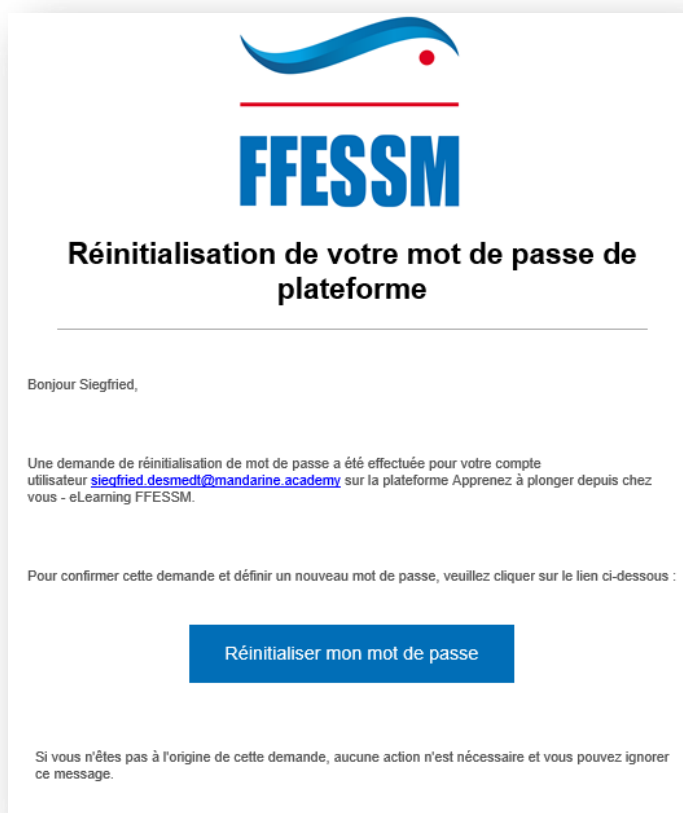 FFESSM
Réinitialisation de votre mot de passe de
plateforme
Bonjour Siegfried,
Une demande de réinitialisation de mot de passe a été effectuée pour votre compte
utilisateur siegfried.desmedt@mandarine.academy sur la plateforme Apprenez à plonger depuis chez
vous - eLearning FFESSM.
Pour confirmer cette demande et définir un nouveau mot de passe, veuillez cliquer sur le lien ci-dessous :
Réinitialiser mon mot de passe
Si vous n'êtes pas à l'origine de cette demande, aucune action n'est nécessaire et vous pouvez ignorer
ce message.